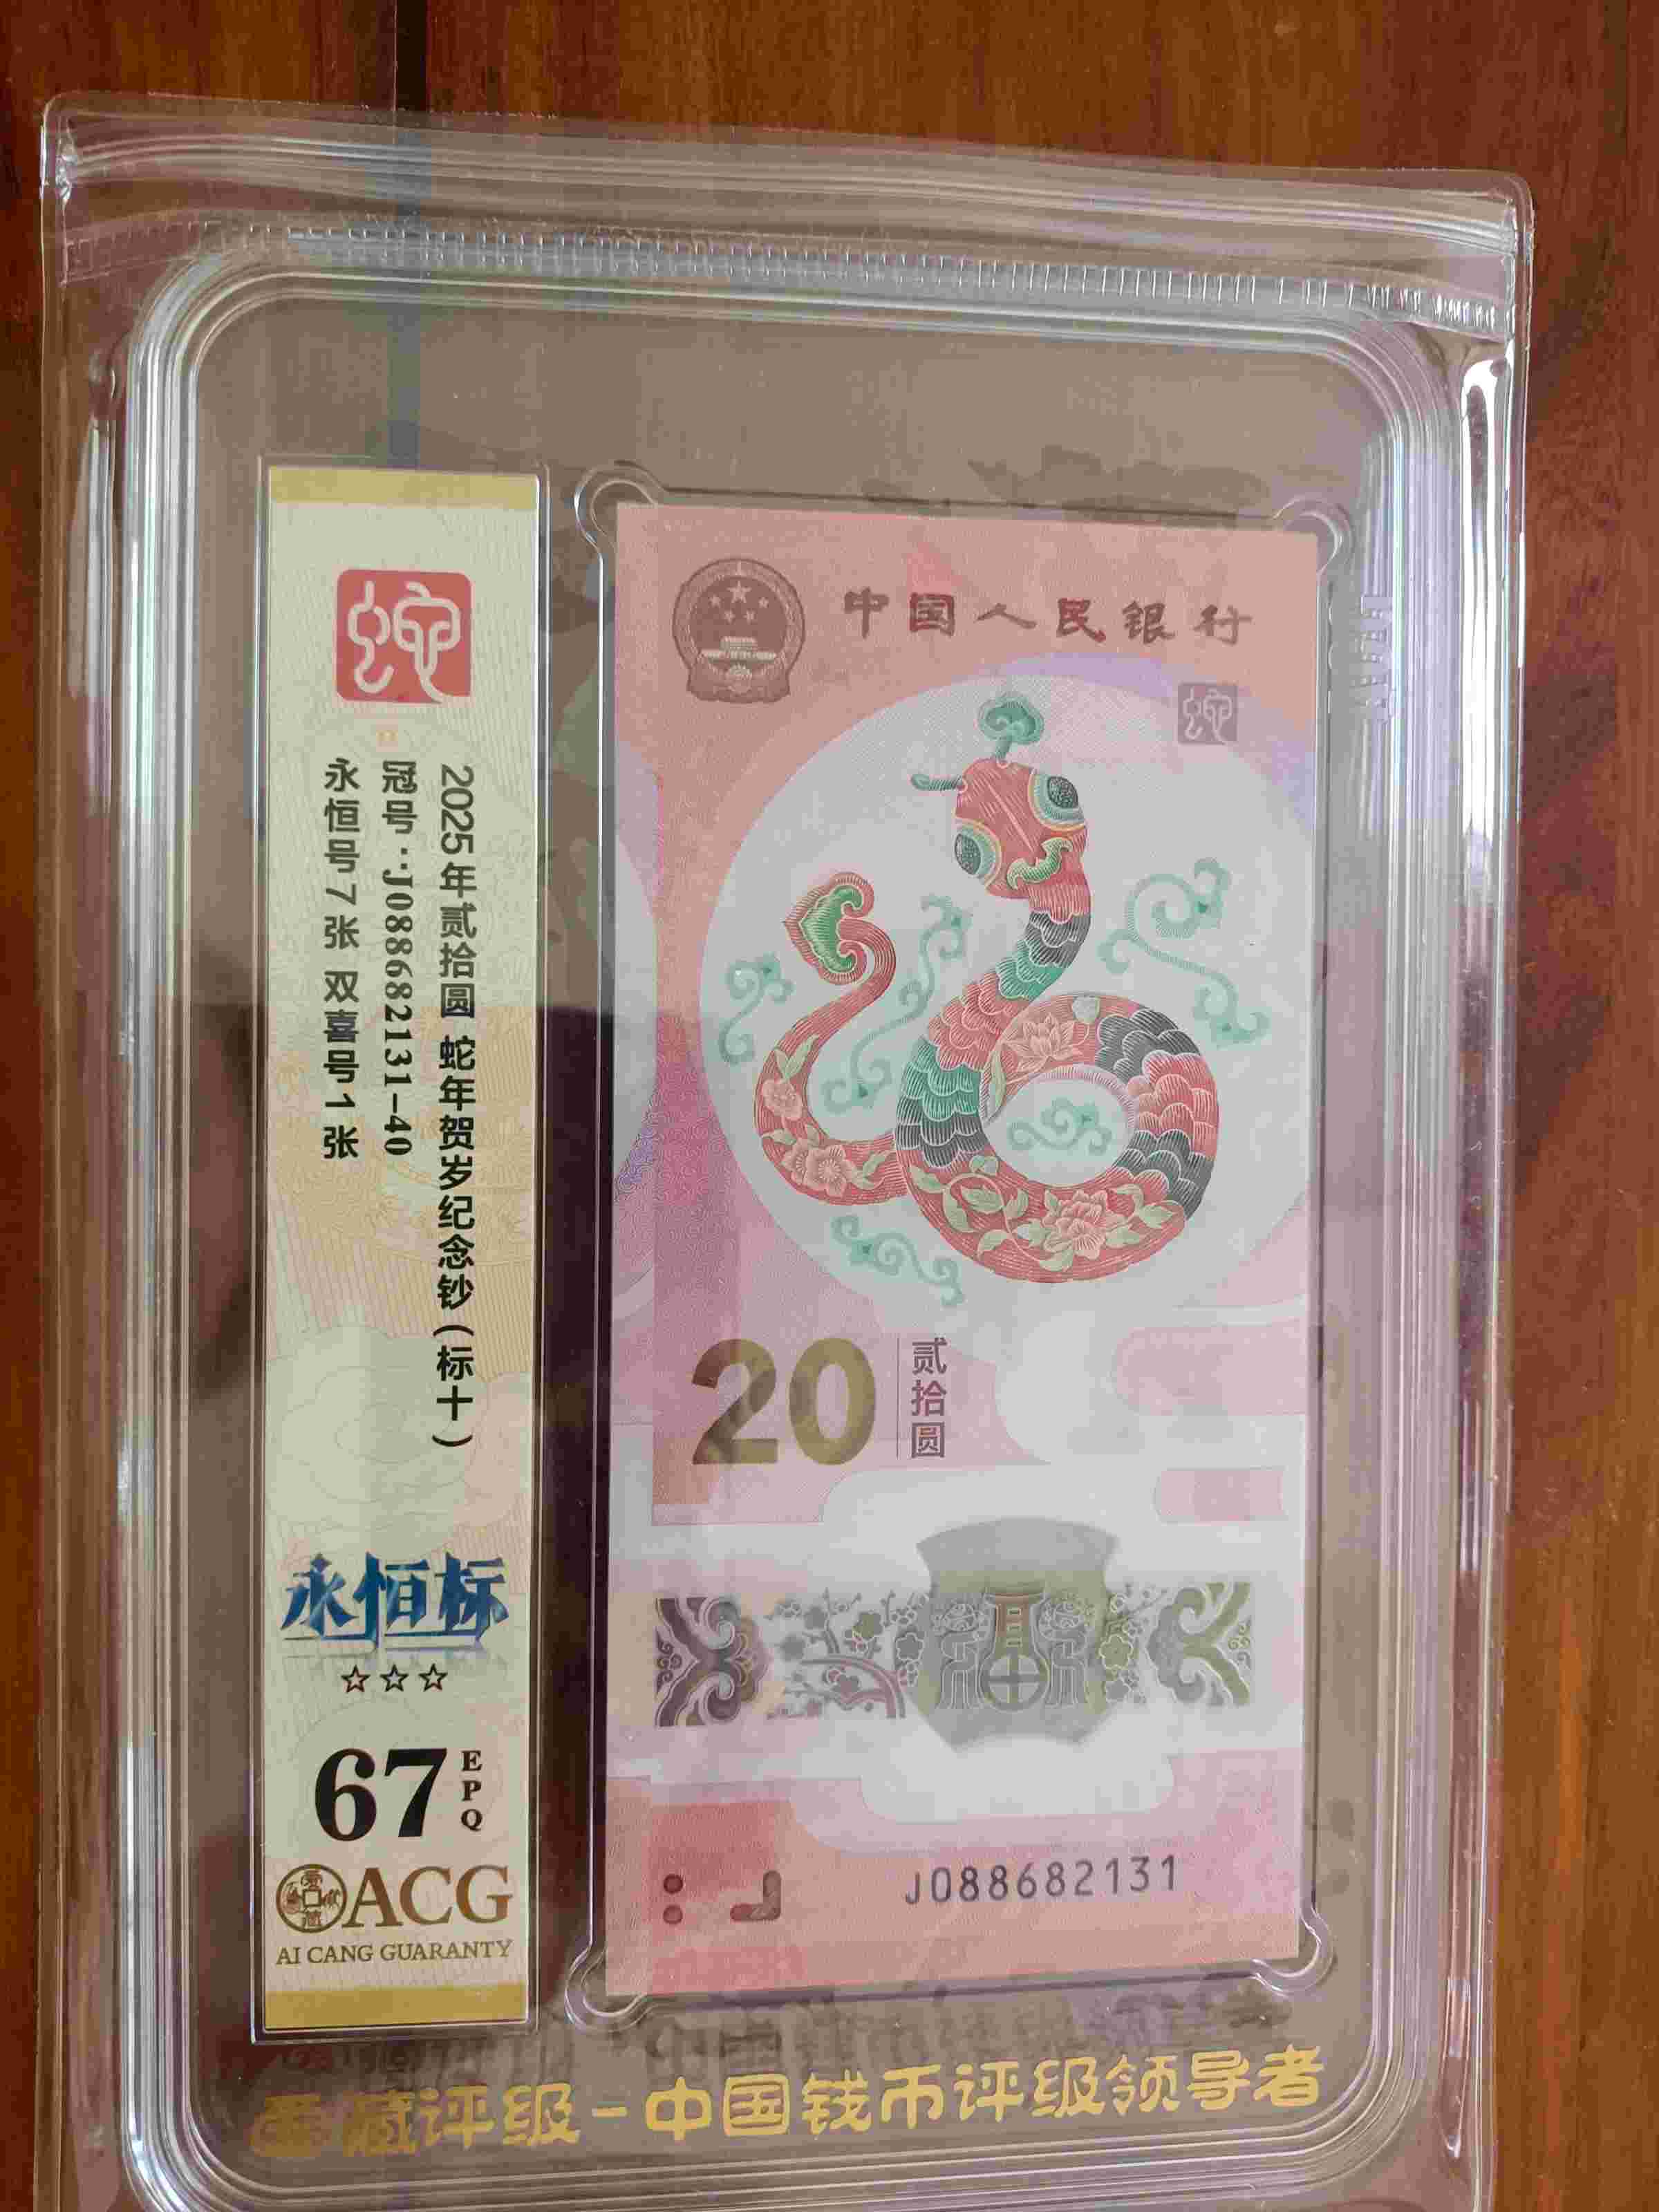 蛇
2025年贰拾圆 蛇年贺岁纪念钞(标十)
冠号:J088682131-40
永恒号7张 双喜号1张
永恒标
☆☆☆
67
EPQ
ACG
AI CANG GUARANTY
中国人民银行
蛇
20
贰拾圆
J088682131
爱藏评级-中国钱币评级领导者